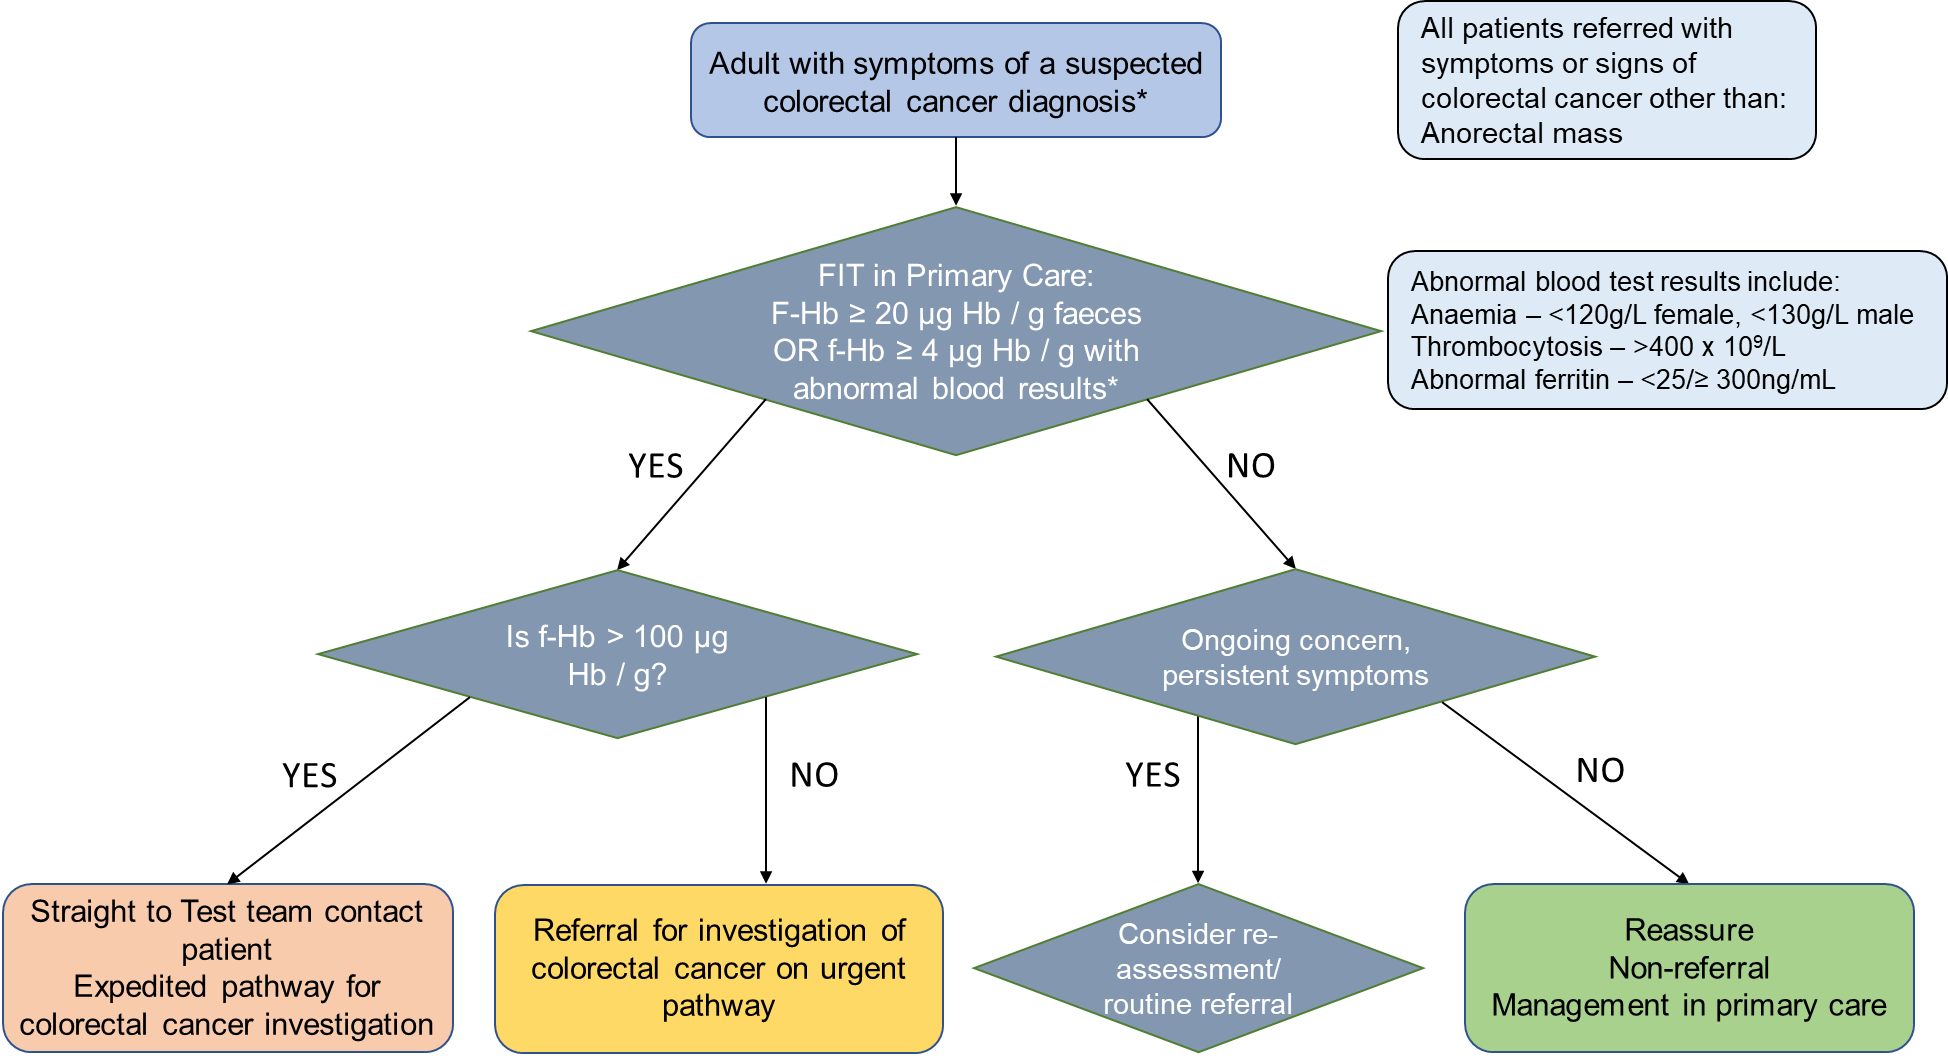 Adult with symptoms of a suspected
colorectal cancer diagnosis*
All patients referred with
symptoms or signs of
colorectal cancer other than:
Anorectal mass
FIT in Primary Care:
F-Hb ≥ 20 µg Hb / g faeces
OR f-Hb ≥ 4 µg Hb / g with
abnormal blood results*
Abnormal blood test results include:
Anaemia – <120g/L female, <130g/L male
Thrombocytosis – >400 x 10⁹/L
Abnormal ferritin – <25/≥ 300ng/mL
YES
NO
Is f-Hb > 100 µg
Hb / g?
Ongoing concern,
persistent symptoms
YES
NO
YES
NO
Straight to Test team contact
patient
Expedited pathway for
colorectal cancer investigation
Referral for investigation of
colorectal cancer on urgent
pathway
Consider re-
assessment/
routine referral
Reassure
Non-referral
Management in primary care